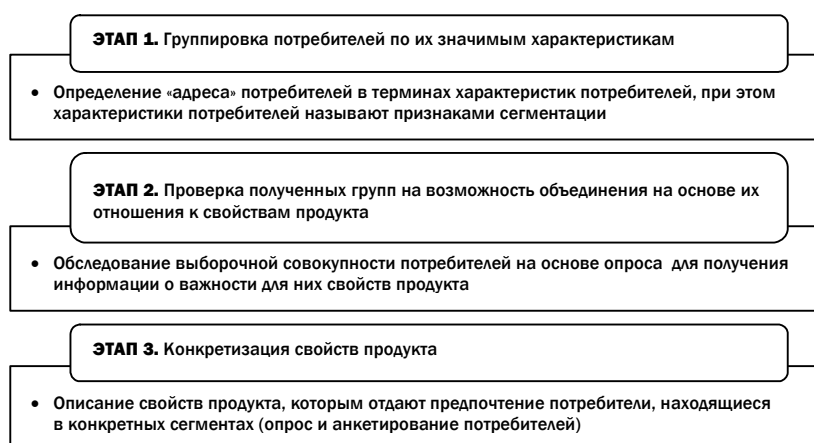 ЭТАП 1. Группировка потребителей по их значимым характеристикам
• Определение «адреса» потребителей в терминах характеристик потребителей, при этом
характеристики потребителей называют признаками сегментации
ЭТАП 2. Проверка полученных групп на возможность объединения на основе их
отношения к свойствам продукта
• Обследование выборочной совокупности потребителей на основе опроса для получения
информации о важности для них свойств продукта
ЭТАП 3. Конкретизация свойств продукта
• Описание свойств продукта, которым отдают предпочтение потребители, находящиеся
в конкретных сегментах (опрос и анкетирование потребителей)